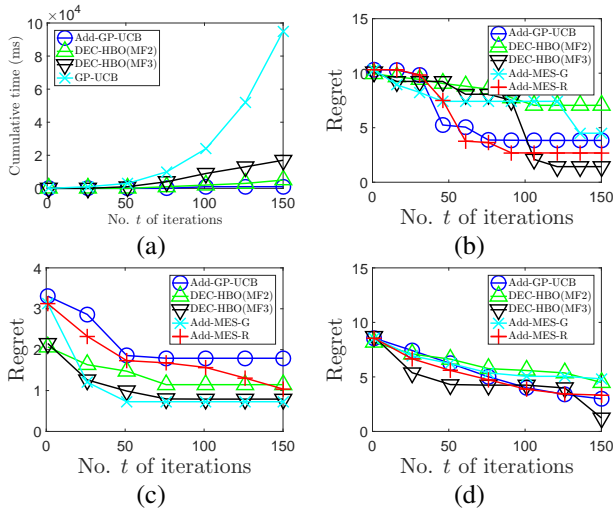 ×10⁴
10
8
6
4
2
0
Cumulative time (ms)
Add-GP-UCB
DEC-HBO(MF2)
DEC-HBO(MF3)
GP-UCB
0 50 100 150
No. t of iterations
(a)
15
10
5
0
Regret
Add-GP-UCB
DEC-HBO(MF2)
DEC-HBO(MF3)
Add-MES-G
Add-MES-R
0 50 100 150
No. t of iterations
(b)
4
3
2
1
0
Regret
Add-GP-UCB
DEC-HBO(MF2)
DEC-HBO(MF3)
Add-MES-G
Add-MES-R
0 50 100 150
No. t of iterations
(c)
15
10
5
0
Regret
Add-GP-UCB
DEC-HBO(MF2)
DEC-HBO(MF3)
Add-MES-G
Add-MES-R
0 50 100 150
No. t of iterations
(d)